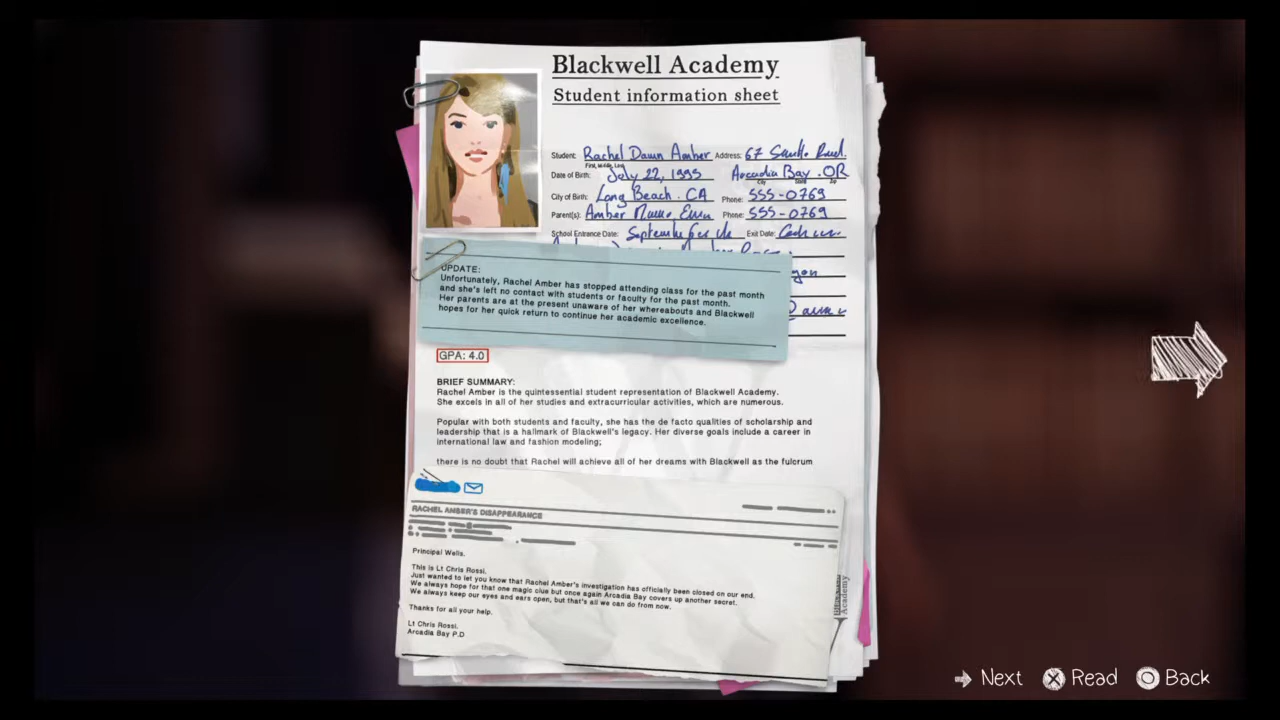 Blackwell Academy
Student information sheet
Student: Rachel Dawn Amber Address: 67
First, Middle, Last
Date of Birth: July 22, 1995 Arcadia Bay . OR
City State Zip
City of Birth: Long Beach . CA Phone: 555-0769
Parent(s): Amber Phone: 555-0769
School Entrance Date: Exit Date:
UPDATE:
Unfortunately, Rachel Amber has stopped attending class for the past month
and she's left no contact with students or faculty for the past month.
Her parents are at the present unaware of her whereabouts and Blackwell
hopes for her quick return to continue her academic excellence.
GPA: 4.0
BRIEF SUMMARY:
Rachel Amber is the quintessential student representation of Blackwell Academy.
She excels in all of her studies and extracurricular activities, which are numerous.
Popular with both students and faculty, she has the de facto qualities of scholarship and
leadership that is a hallmark of Blackwell's legacy. Her diverse goals include a career in
international law and fashion modeling;
there is no doubt that Rachel will achieve all of her dreams with Blackwell as the fulcrum
RACHEL AMBER'S DISAPPEARANCE
Principal Wells.
This is Lt Chris Rossi.
Just wanted to let you know that Rachel Amber's investigation has officially been closed on our end.
We always hope for that one magic clue but once again Arcadia Bay covers up another secret.
We always keep our eyes and ears open, but that's all we can do from now.
Thanks for all your help.
Lt Chris Rossi.
Arcadia Bay P.D
Blackwell
Academy
Next Read Back